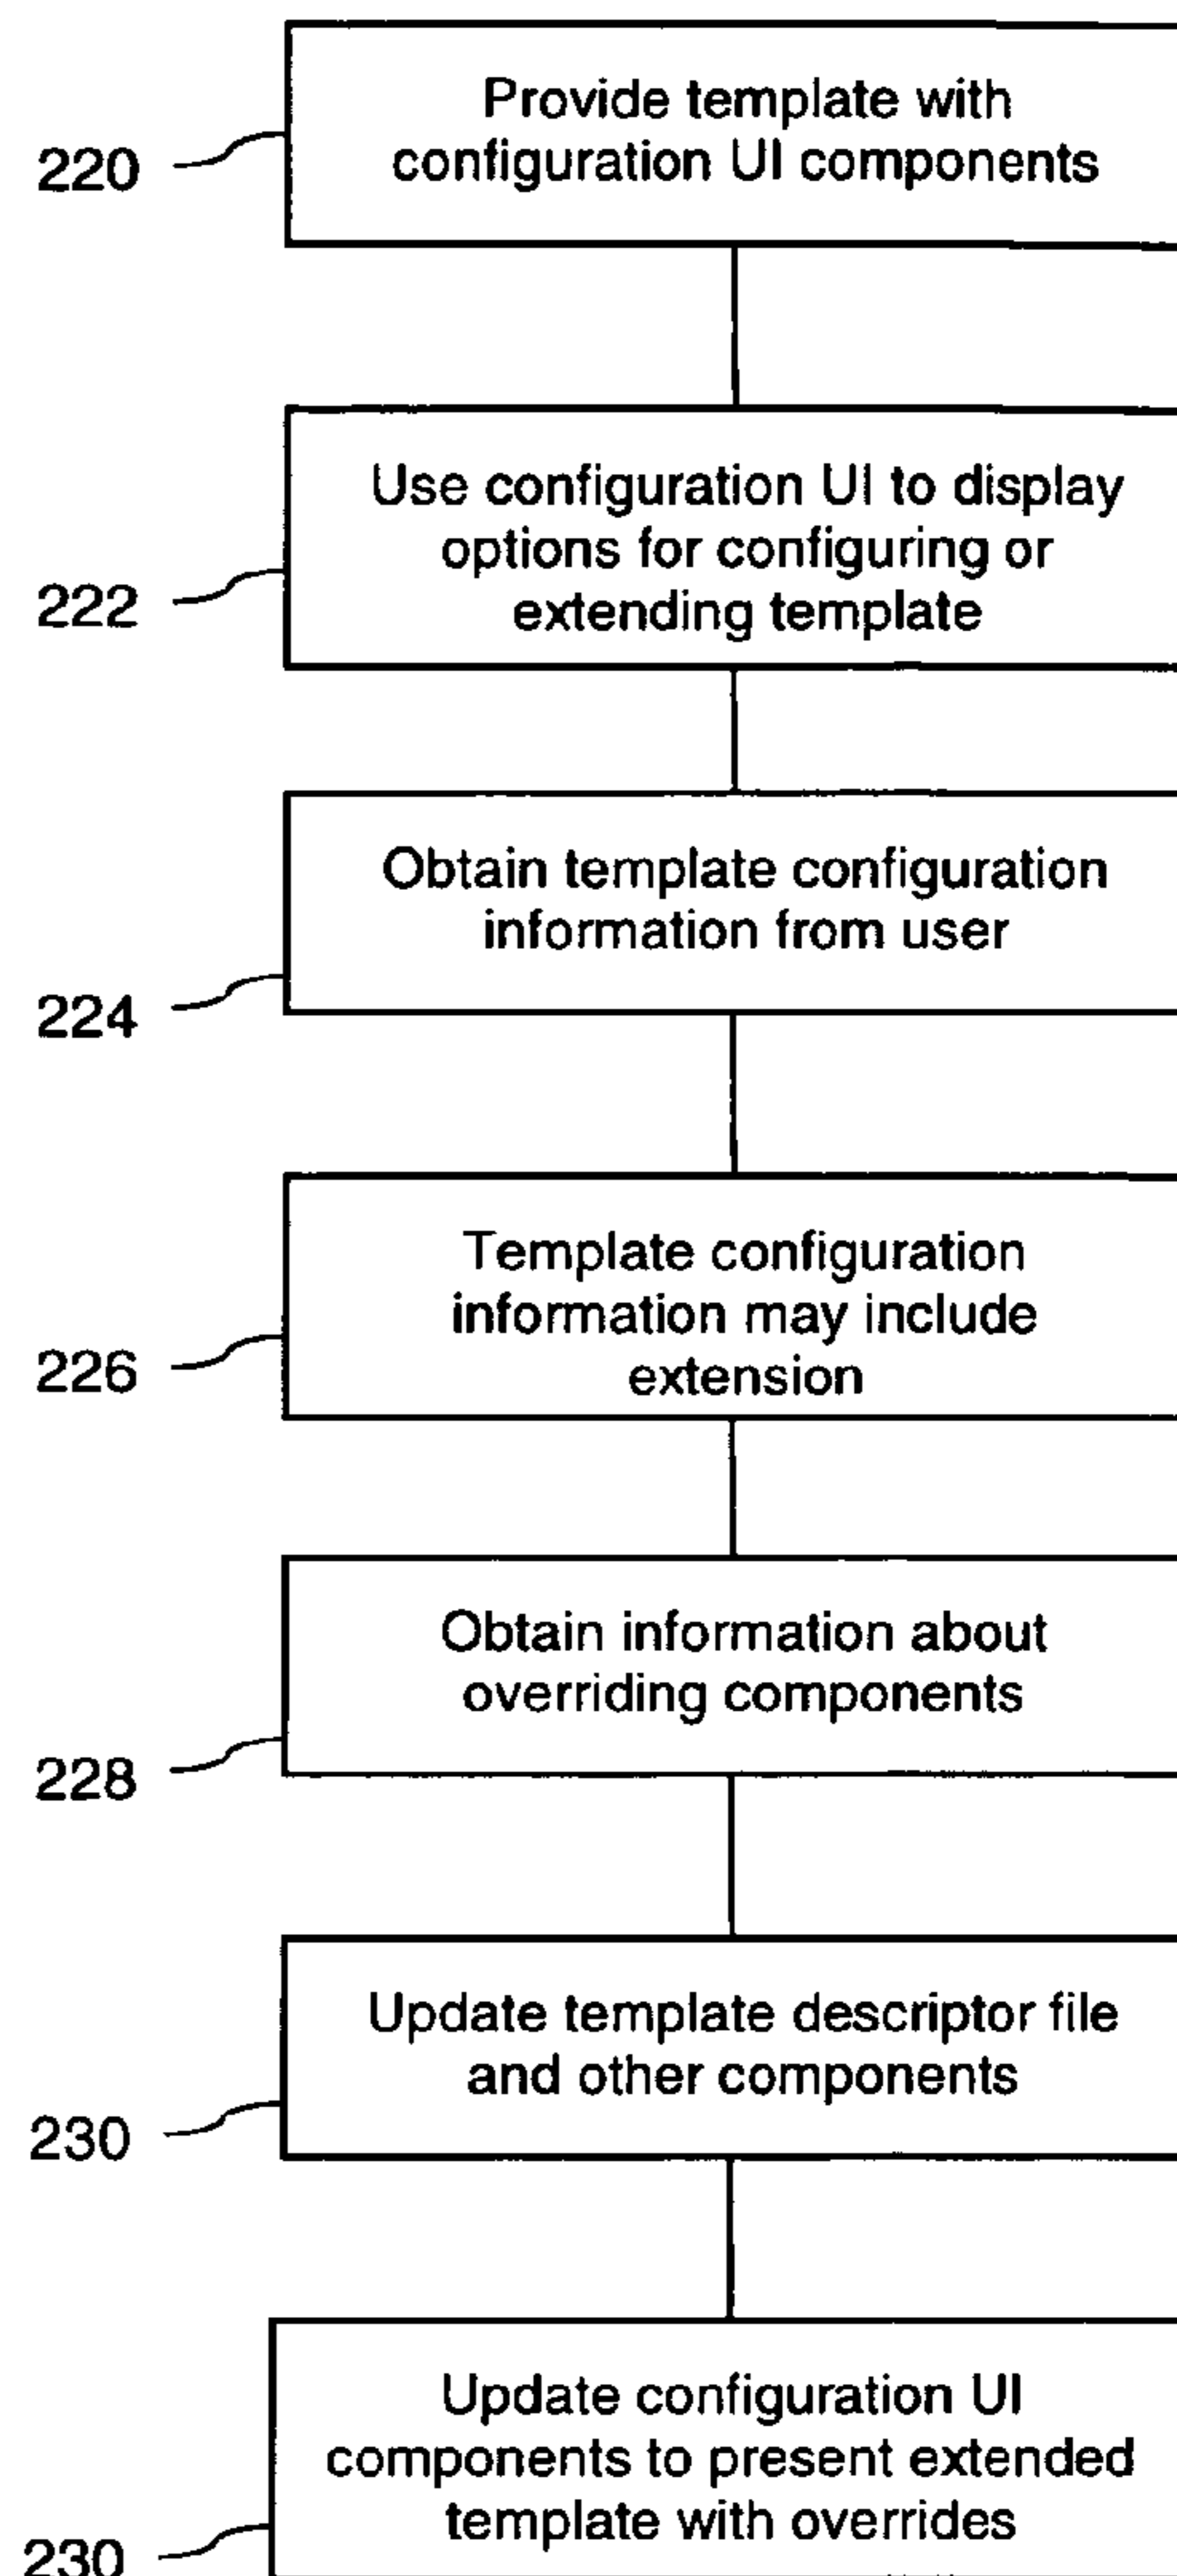 Provide template with
configuration UI components
220
Use configuration UI to display
options for configuring or
extending template
222
Obtain template configuration
information from user
224
Template configuration
information may include
extension
226
Obtain information about
overriding components
228
Update template descriptor file
and other components
230
Update configuration UI
components to present extended
template with overrides
230